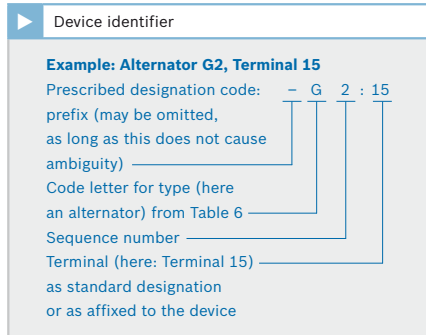 Device identifier
Example: Alternator G2, Terminal 15
Prescribed designation code: – G 2 : 15
prefix (may be omitted,
as long as this does not cause
ambiguity)
Code letter for type (here
an alternator) from Table 6
Sequence number
Terminal (here: Terminal 15)
as standard designation
or as affixed to the device